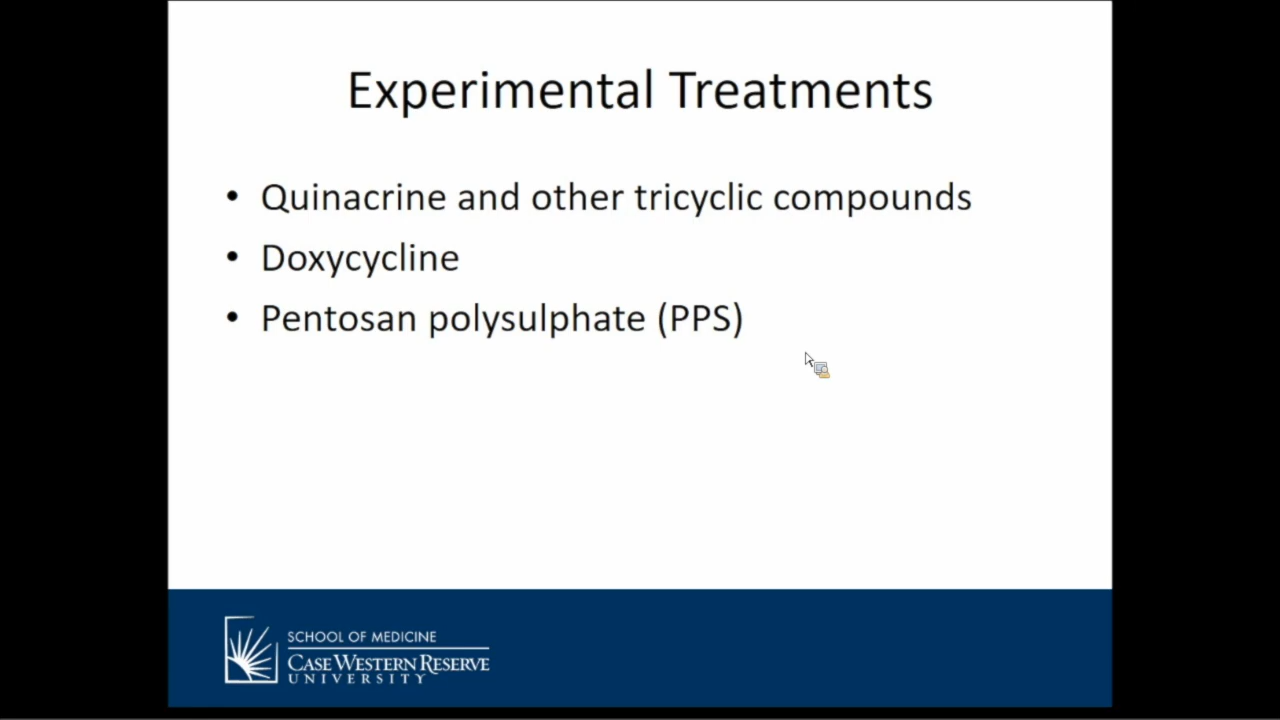 Experimental Treatments
• Quinacrine and other tricyclic compounds
• Doxycycline
• Pentosan polysulphate (PPS)
SCHOOL OF MEDICINE
CASE WESTERN RESERVE
UNIVERSITY